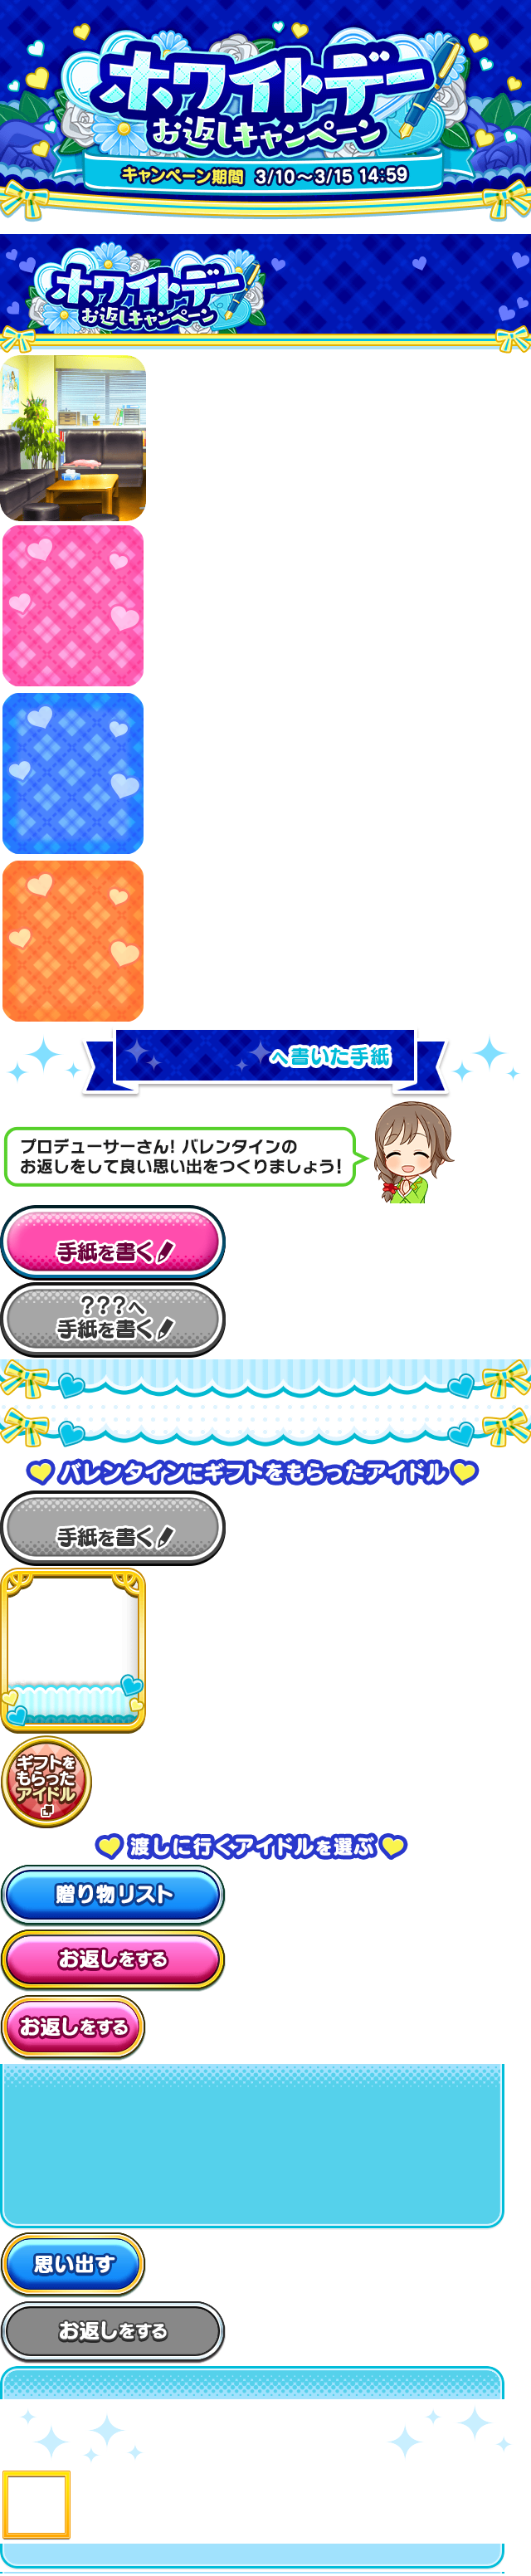 ホワイトデー
お返しキャンペーン
キャンペーン期間 3/10～3/15 14:59
ホワイトデー
お返しキャンペーン
へ書いた手紙
プロデューサーさん! バレンタインの
お返しをして良い思い出をつくりましょう!
手紙を書く
???へ
手紙を書く
バレンタインにギフトをもらったアイドル
手紙を書く
ギフトを
もらった
アイドル
渡しに行くアイドルを選ぶ
贈り物リスト
お返しをする
お返しをする
思い出す
お返しをする